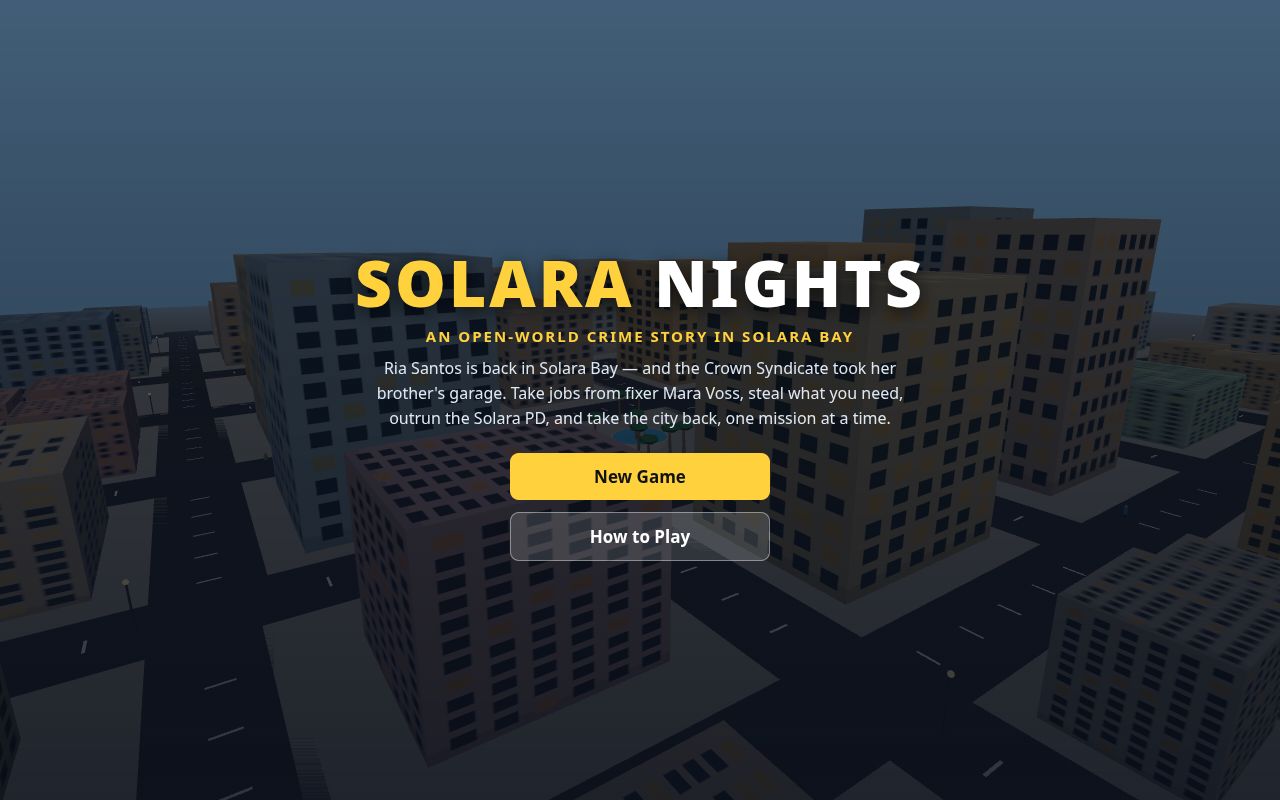 SOLARA NIGHTS
AN OPEN-WORLD CRIME STORY IN SOLARA BAY
Ria Santos is back in Solara Bay — and the Crown Syndicate took her
brother's garage. Take jobs from fixer Mara Voss, steal what you need,
outrun the Solara PD, and take the city back, one mission at a time.
New Game
How to Play